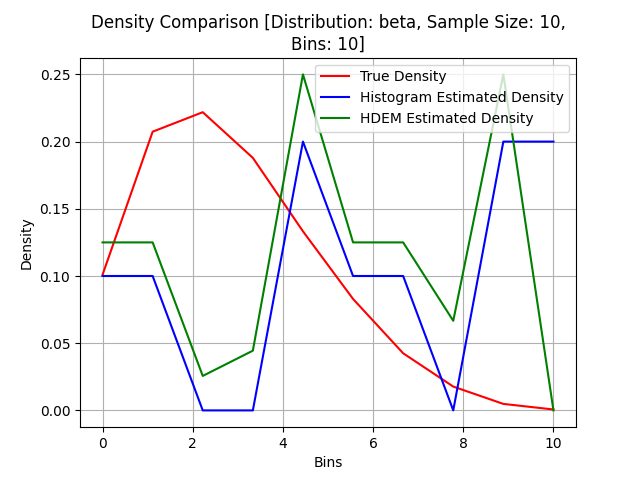 Density Comparison [Distribution: beta, Sample Size: 10,
Bins: 10]
True Density
Histogram Estimated Density
HDEM Estimated Density
Density
0.25
0.20
0.15
0.10
0.05
0.00
0 2 4 6 8 10
Bins